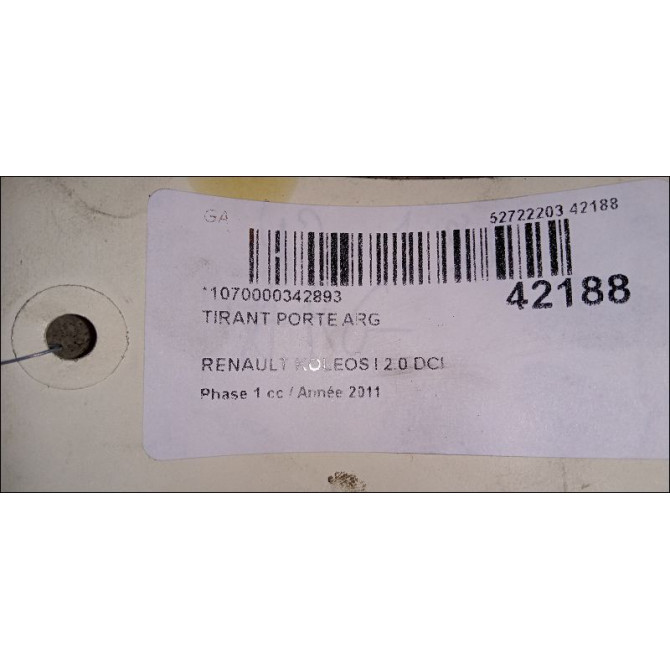 GA
52722203 42188
*1070000342893
42188
TIRANT PORTE ARG
RENAULT KOLEOS I 2.0 DCI
Phase 1 cc / Année 2011